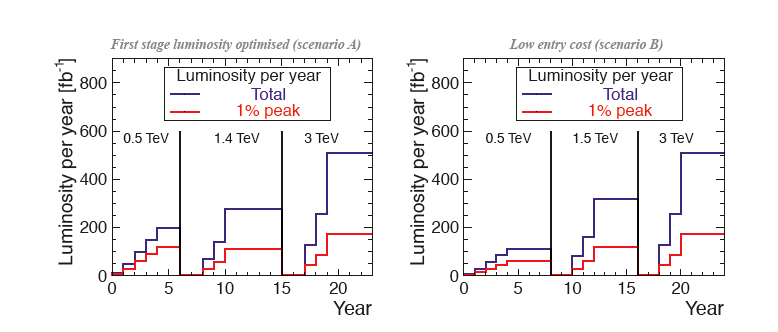 First stage luminosity optimised (scenario A)
Luminosity per year [fb-1]
800
600
400
200
0
Luminosity per year
Total
1% peak
0.5 TeV
1.4 TeV
3 TeV
0
5
10
15
20
Year
Low entry cost (scenario B)
Luminosity per year [fb-1]
800
600
400
200
0
Luminosity per year
Total
1% peak
0.5 TeV
1.5 TeV
3 TeV
0
5
10
15
20
Year